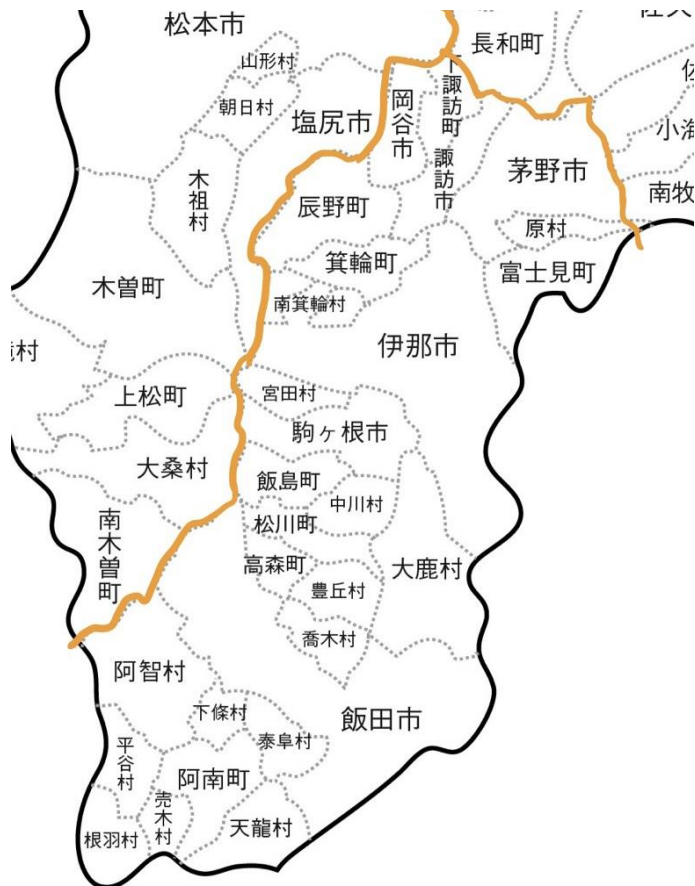 松本市
長和町
山形村
朝日村
塩尻市
岡谷市
下諏訪町
諏訪市
茅野市
小海
南牧
木祖村
辰野町
原村
箕輪町
富士見町
木曽町
南箕輪村
伊那市
上松町
宮田村
駒ヶ根市
大桑村
飯島町
中川村
南木曽町
松川町
高森町
大鹿村
豊丘村
喬木村
阿智村
下條村
飯田市
泰阜村
平谷村
阿南町
売木村
天龍村
根羽村